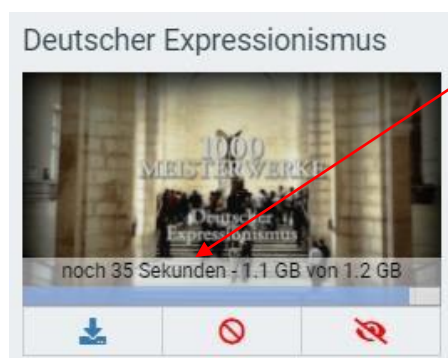 Deutscher Expressionismus
1000
MEISTERWERKE
Deutscher
Expressionismus
noch 35 Sekunden - 1.1 GB von 1.2 GB